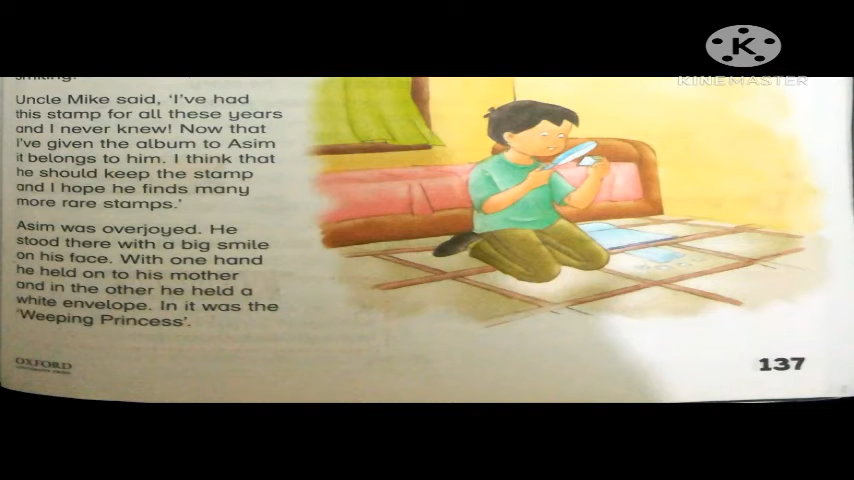 K
KINEMASTER
smiling.
Uncle Mike said, 'I've had
this stamp for all these years
and I never knew! Now that
I've given the album to Asim
it belongs to him. I think that
he should keep the stamp
and I hope he finds many
more rare stamps.'
Asim was overjoyed. He
stood there with a big smile
on his face. With one hand
he held on to his mother
and in the other he held a
white envelope. In it was the
'Weeping Princess'.
OXFORD
137